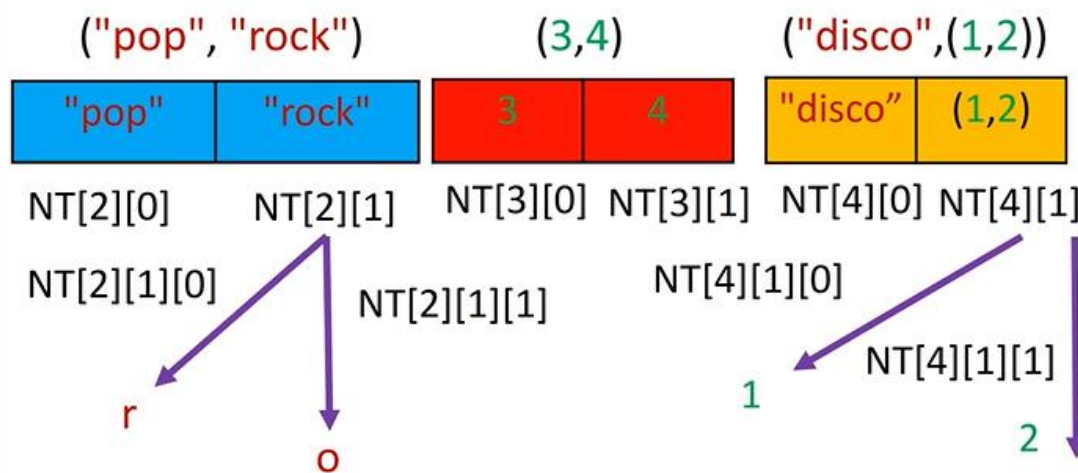 ("pop", "rock") (3,4) ("disco",(1,2))
"pop" "rock" 3 4 "disco” (1,2)
NT[2][0] NT[2][1] NT[3][0] NT[3][1] NT[4][0] NT[4][1]
NT[2][1][0] NT[2][1][1] NT[4][1][0]
NT[4][1][1]
r 1
o 2